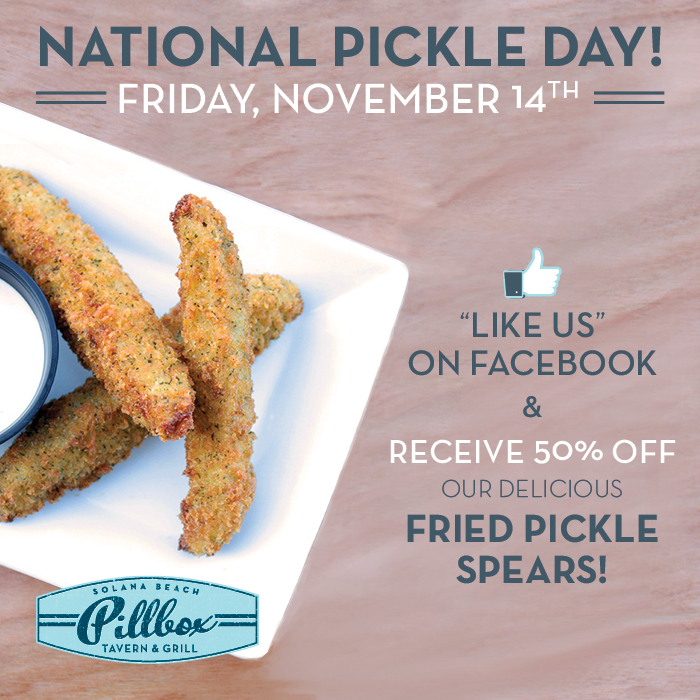 NATIONAL PICKLE DAY!
FRIDAY, NOVEMBER 14TH
“LIKE US”
ON FACEBOOK
&
RECEIVE 50% OFF
OUR DELICIOUS
FRIED PICKLE
SPEARS!
SOLANA BEACH
Pillbox
TAVERN & GRILL